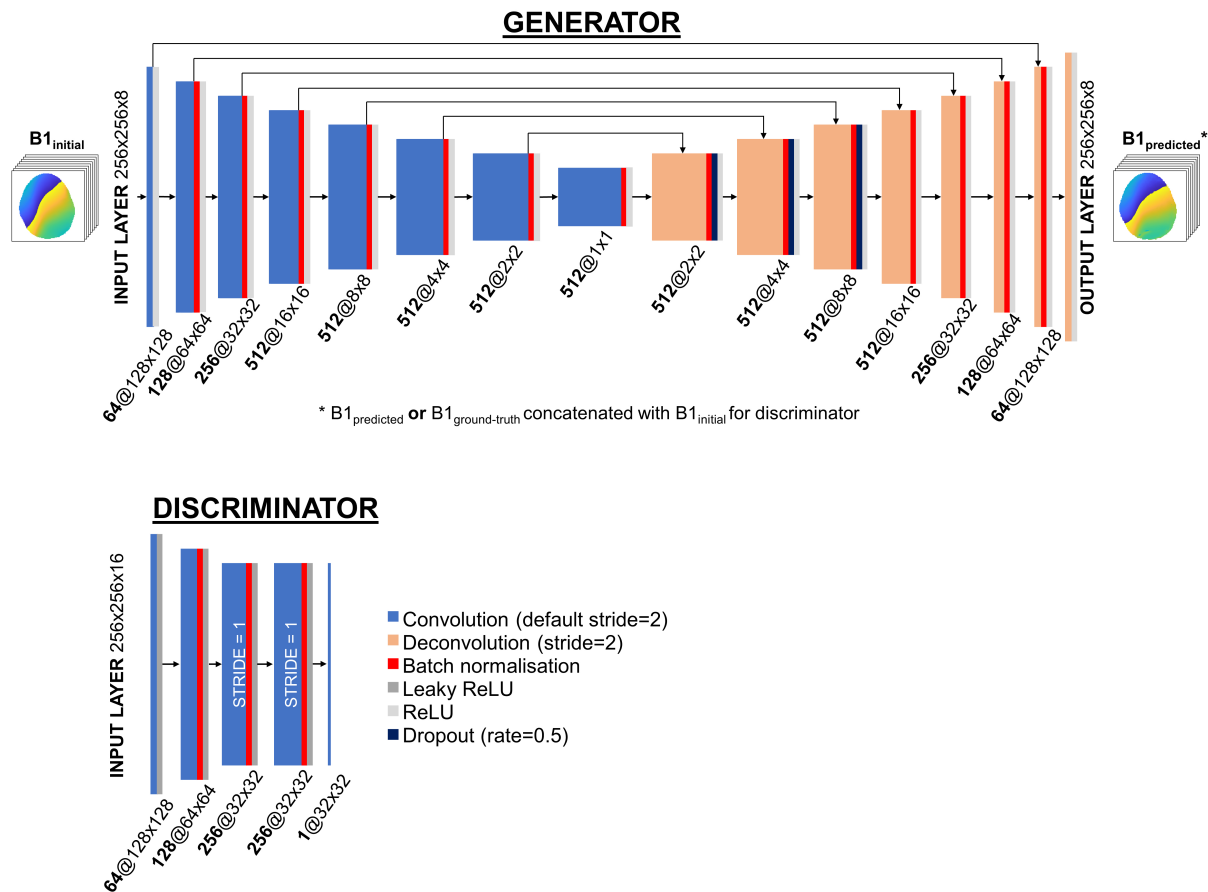 GENERATOR
B1initial
INPUT LAYER 256x256x8
64@128x128
128@64x64
256@32x32
512@16x16
512@8x8
512@4x4
512@2x2
512@1x1
512@2x2
512@4x4
512@8x8
512@16x16
256@32x32
128@64x64
64@128x128
OUTPUT LAYER 256x256x8
B1predicted*
* B1predicted or B1ground-truth concatenated with B1initial for discriminator
DISCRIMINATOR
INPUT LAYER 256x256x16
STRIDE = 1
STRIDE = 1
64@128x128
128@64x64
256@32x32
256@32x32
1@32x32
Convolution (default stride=2)
Deconvolution (stride=2)
Batch normalisation
Leaky ReLU
ReLU
Dropout (rate=0.5)